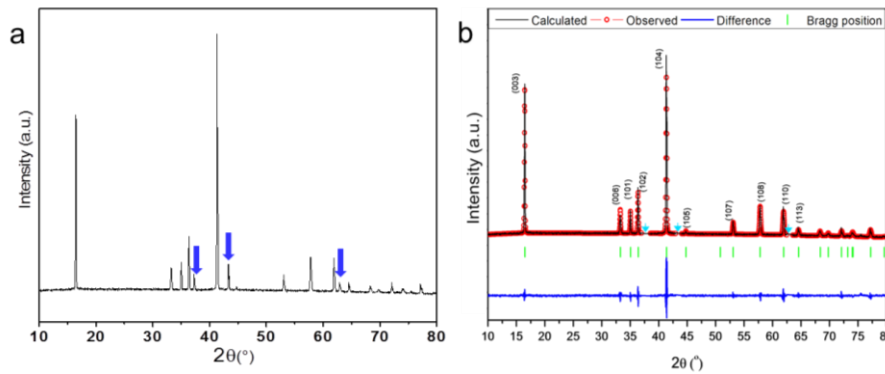 a
Intensity (a.u.)
10 20 30 40 50 60 70 80
2θ(°)
b
Calculated Observed Difference Bragg position
Intensity (a.u.)
(003) (006) (101) (102) (104) (105) (107) (108) (110) (113)
10 15 20 25 30 35 40 45 50 55 60 65 70 75 80
2θ (°)